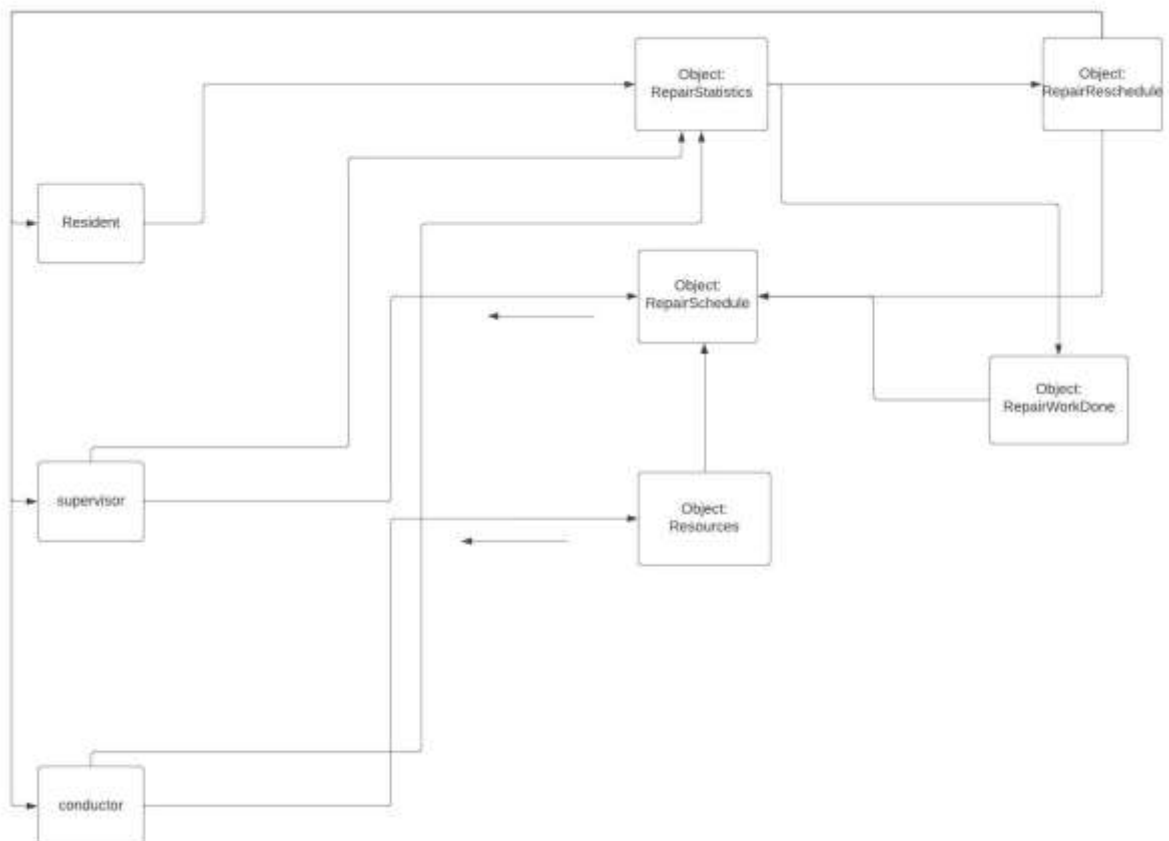 Object:
RepairStatistics
Object:
RepairReschedule
Resident
Object:
RepairSchedule
Object:
RepairWorkDone
supervisor
Object:
Resources
conductor